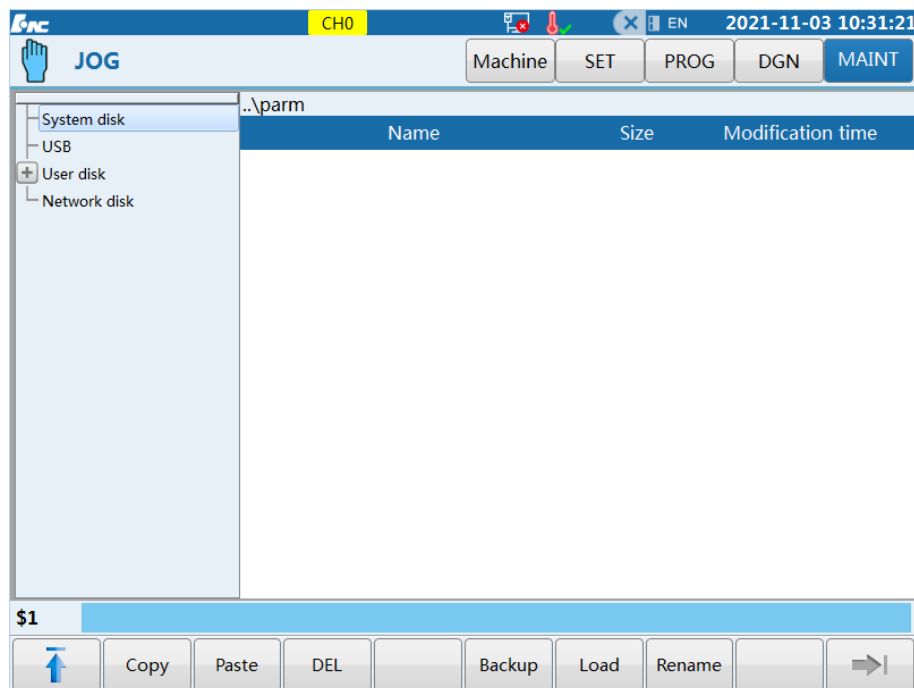 HNC CH0 EN 2021-11-03 10:31:21
JOG Machine SET PROG DGN MAINT
..\parm
Name Size Modification time
System disk
USB
User disk
Network disk
$1
Copy Paste DEL Backup Load Rename